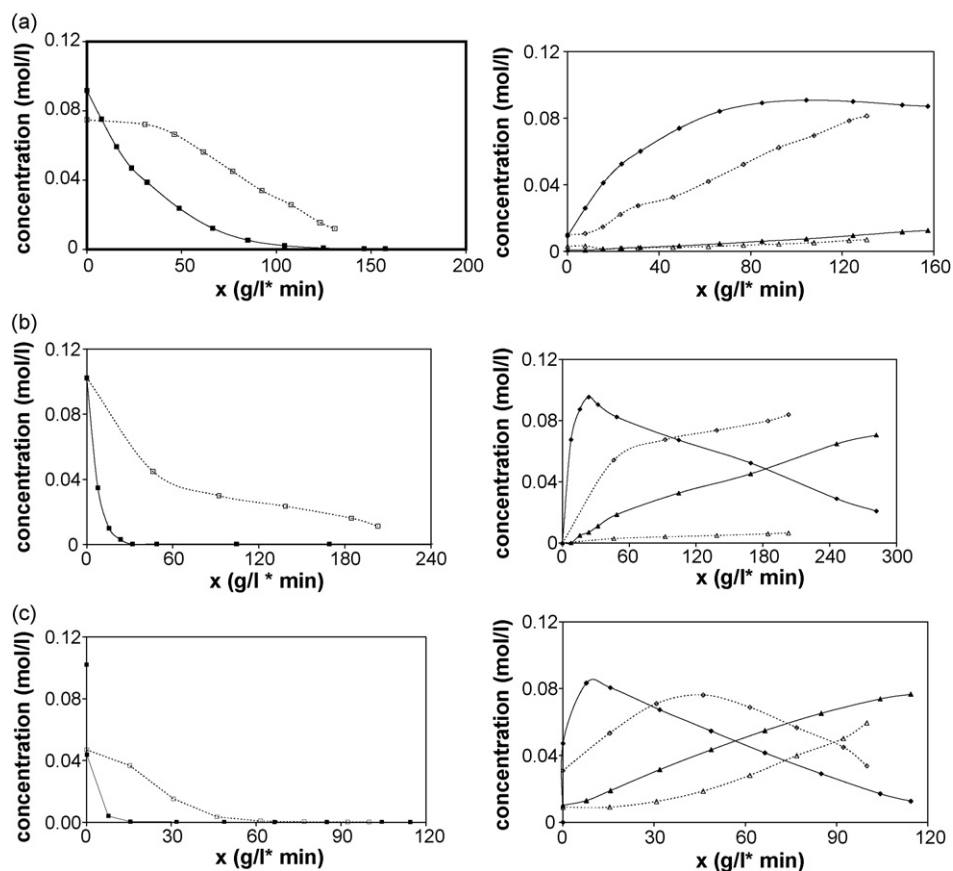 (a)
concentration (mol/l)
0.12
0.08
0.04
0
0 50 100 150 200
x (g/l* min)
concentration (mol/l)
0.12
0.08
0.04
0.00
0 40 80 120 160
x (g/l* min)
(b)
concentration (mol/l)
0.12
0.08
0.04
0
0 60 120 180 240
x (g/l * min)
concentration (mol/l)
0.12
0.08
0.04
0
0 60 120 180 240 300
x (g/l* min)
(c)
concentration (mol/l)
0.12
0.08
0.04
0.00
0 30 60 90 120
x (g/l* min)
concentration (mol/l)
0.12
0.08
0.04
0
0 30 60 90 120
x (g/l* min)